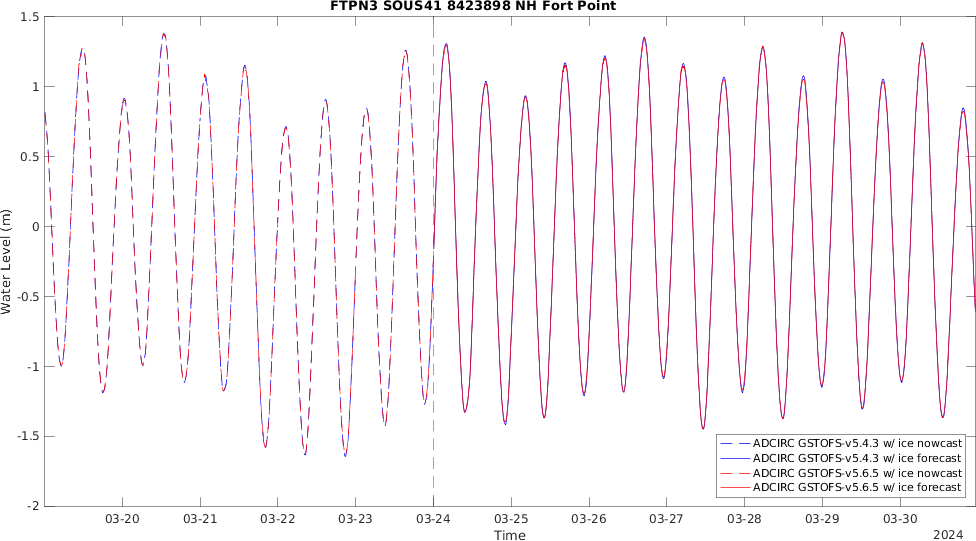 FTPN3 SOUS41 8423898 NH Fort Point
Water Level (m)
1.5
1
0.5
0
-0.5
-1
-1.5
-2
03-20 03-21 03-22 03-23 03-24 03-25 03-26 03-27 03-28 03-29 03-30
Time
2024
ADCIRC GSTOFS-v5.4.3 w/ ice nowcast
ADCIRC GSTOFS-v5.4.3 w/ ice forecast
ADCIRC GSTOFS-v5.6.5 w/ ice nowcast
ADCIRC GSTOFS-v5.6.5 w/ ice forecast